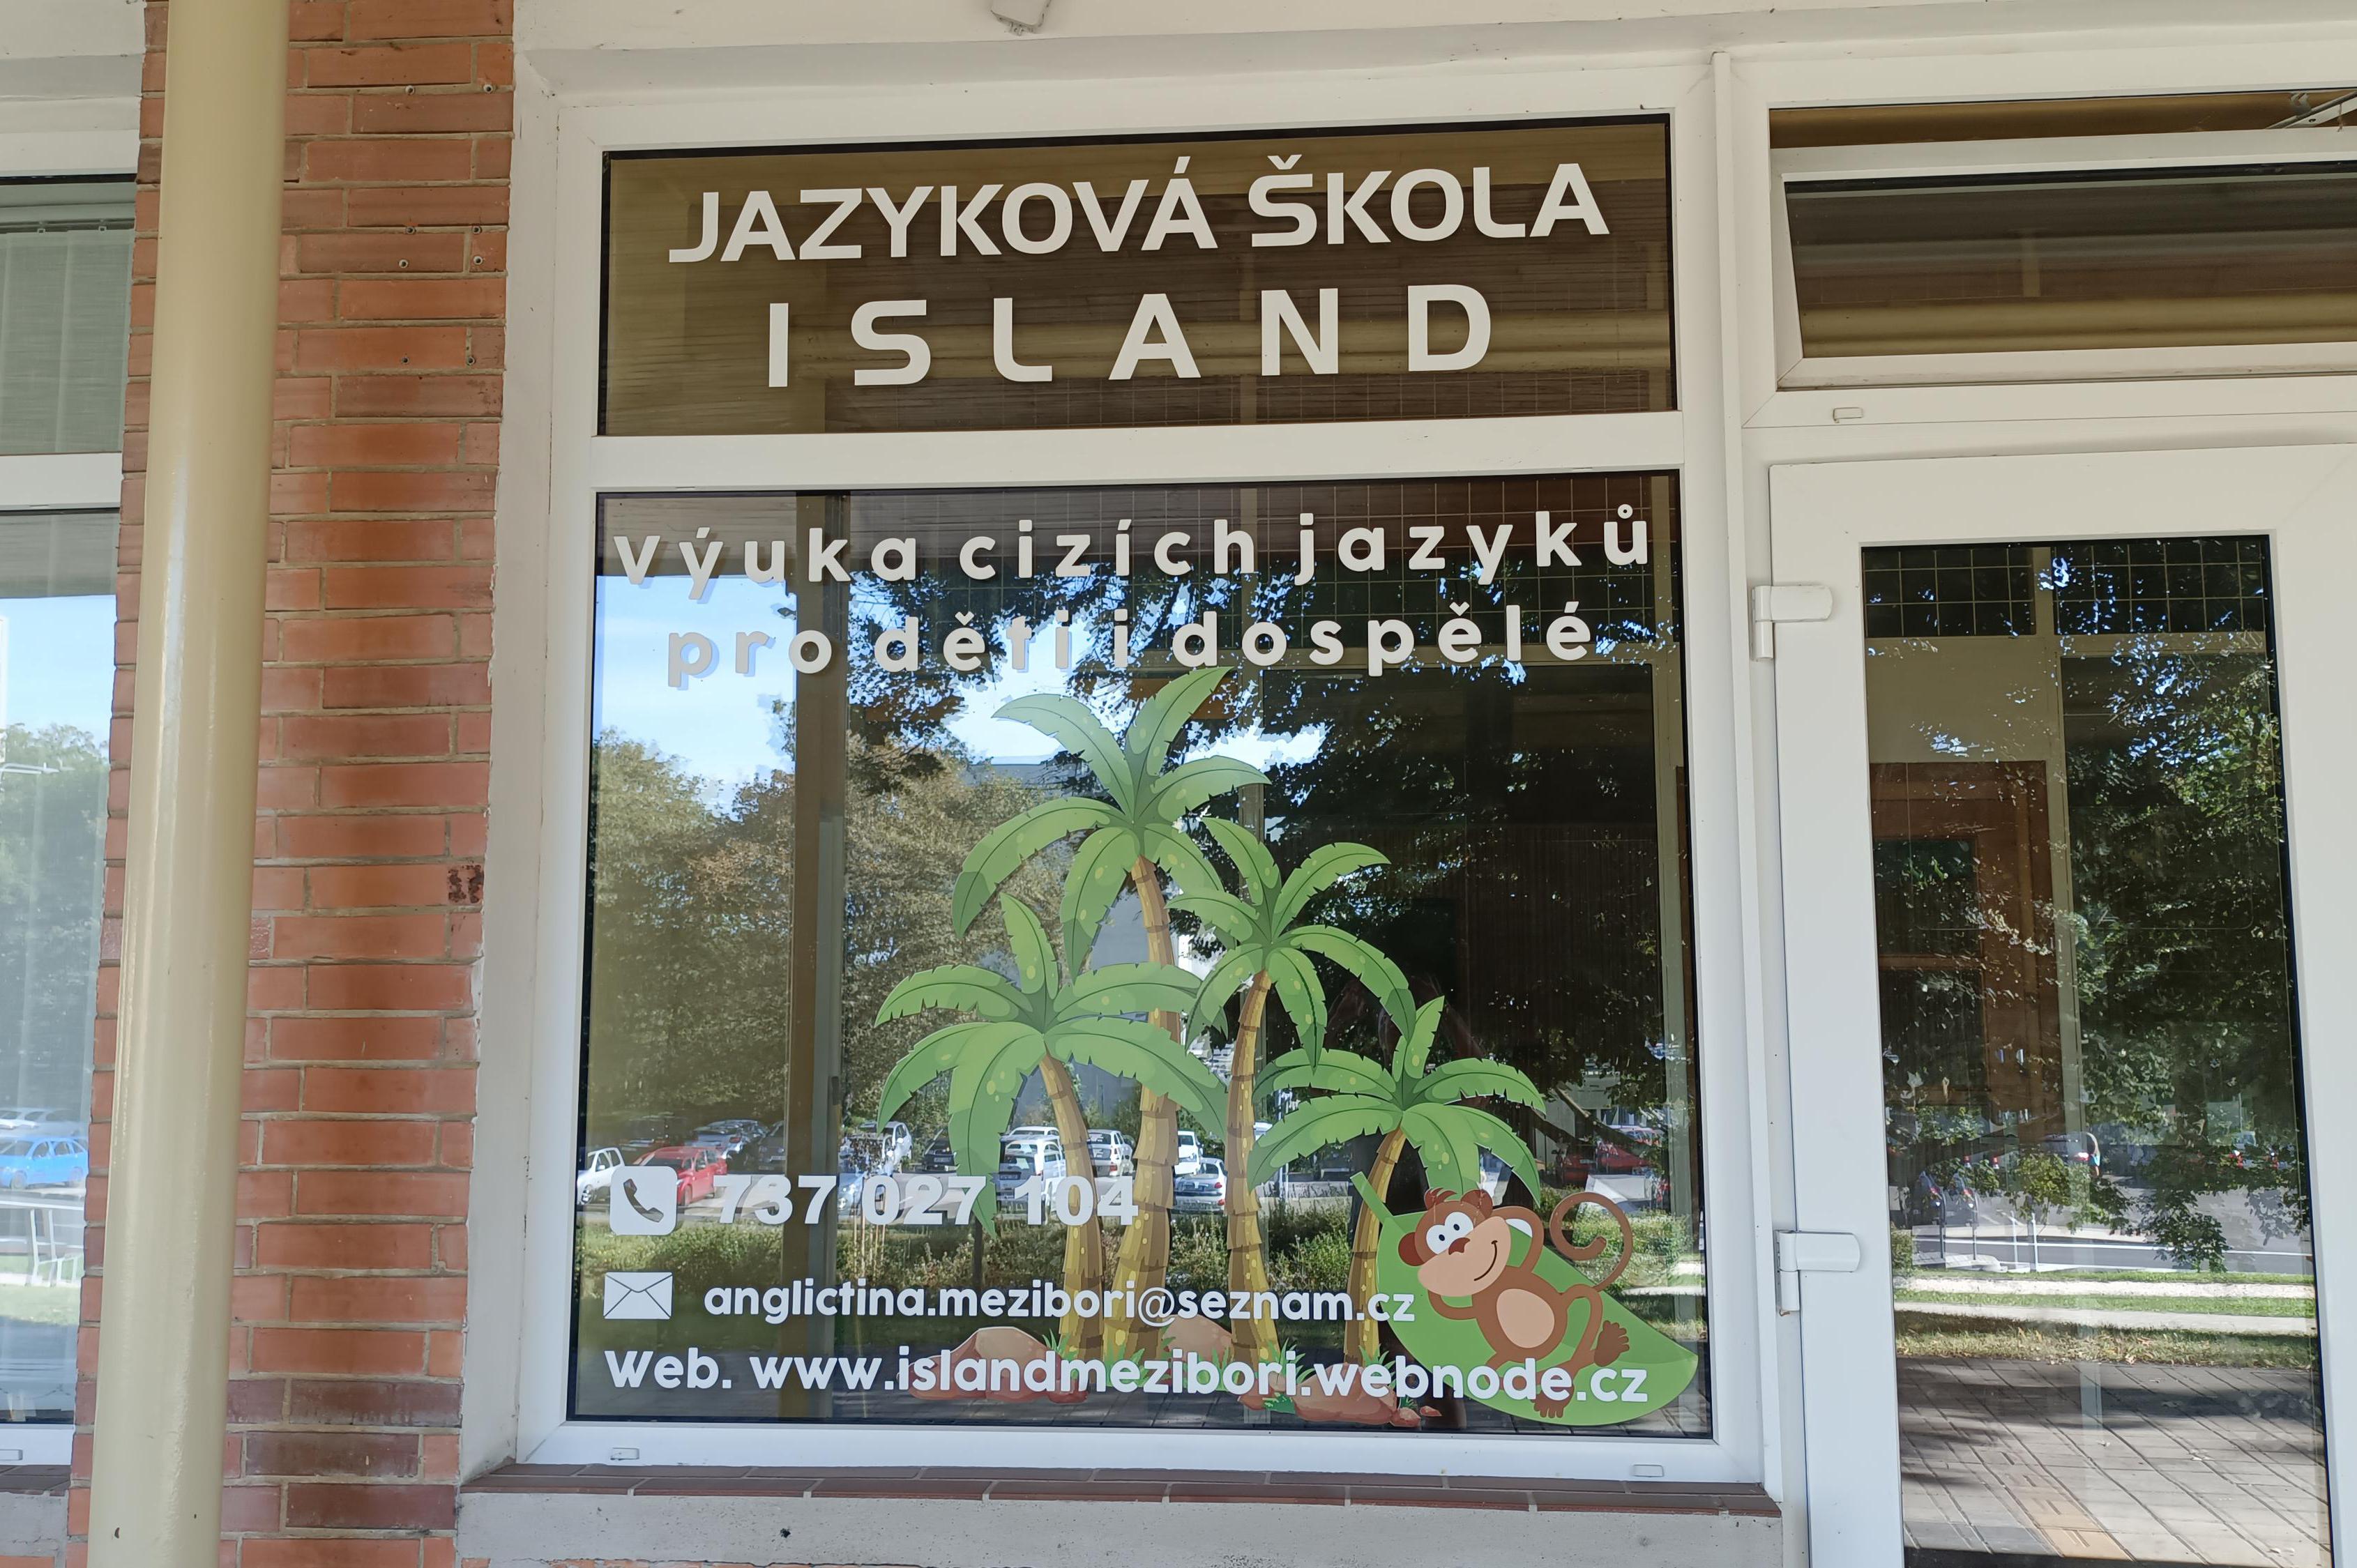 JAZYKOVÁ ŠKOLA
ISLAND
Výuka cizích jazyků
pro děti i dospělé
737 027 104
anglictina.mezibori@seznam.cz
Web. www.islandmezibori.webnode.cz